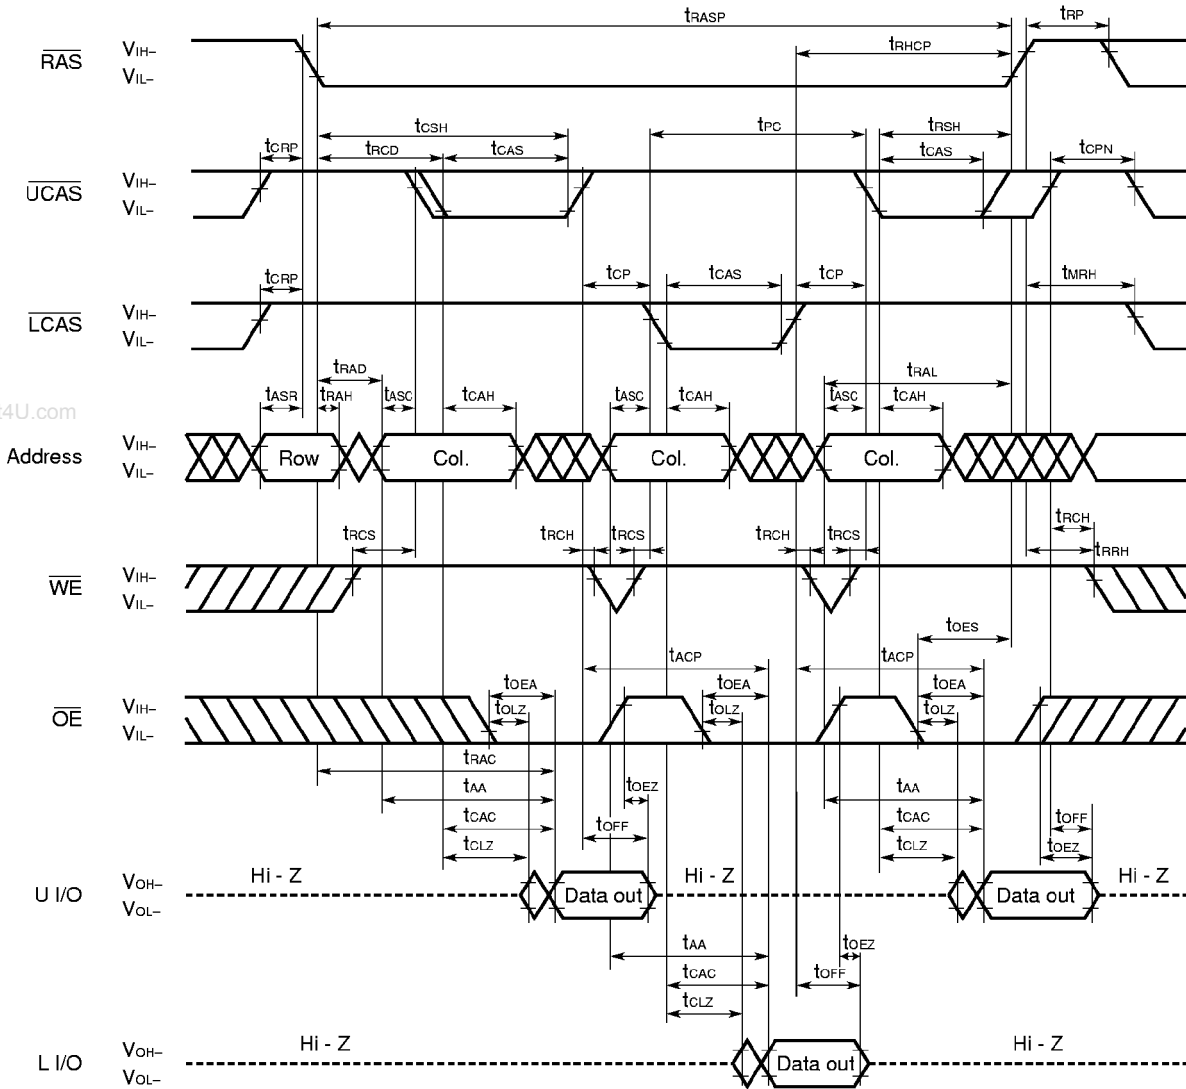 tRASP tRP
RAS VIH– tRHCP
VIL–
tCSH tPC tRSH
tCRP tRCD tCAS tCAS tCPN
UCAS VIH–
VIL–
tCRP tCP tCAS tCP tMRH
LCAS VIH–
VIL–
tRAD tRAL
tASR tRAH tASC tCAH tASC tCAH tASC tCAH
t4U.com
Address VIH– Row Col. Col. Col.
VIL–
tRCS tRCH tRCS tRCH tRCS tRCH
tRRH
WE VIH–
VIL–
tOES
tACP tACP
tOEA tOEA tOEA
OE VIH– tOLZ tOLZ tOLZ
VIL–
tRAC
tAA tOEZ tAA
tCAC tOFF tCAC tOFF
tCLZ tCLZ tOEZ
Hi - Z Hi - Z Hi - Z
U I/O VOH– Data out Data out
VOL–
tAA tOEZ
tCAC tOFF
tCLZ
Hi - Z Hi - Z
L I/O VOH– Data out
VOL–